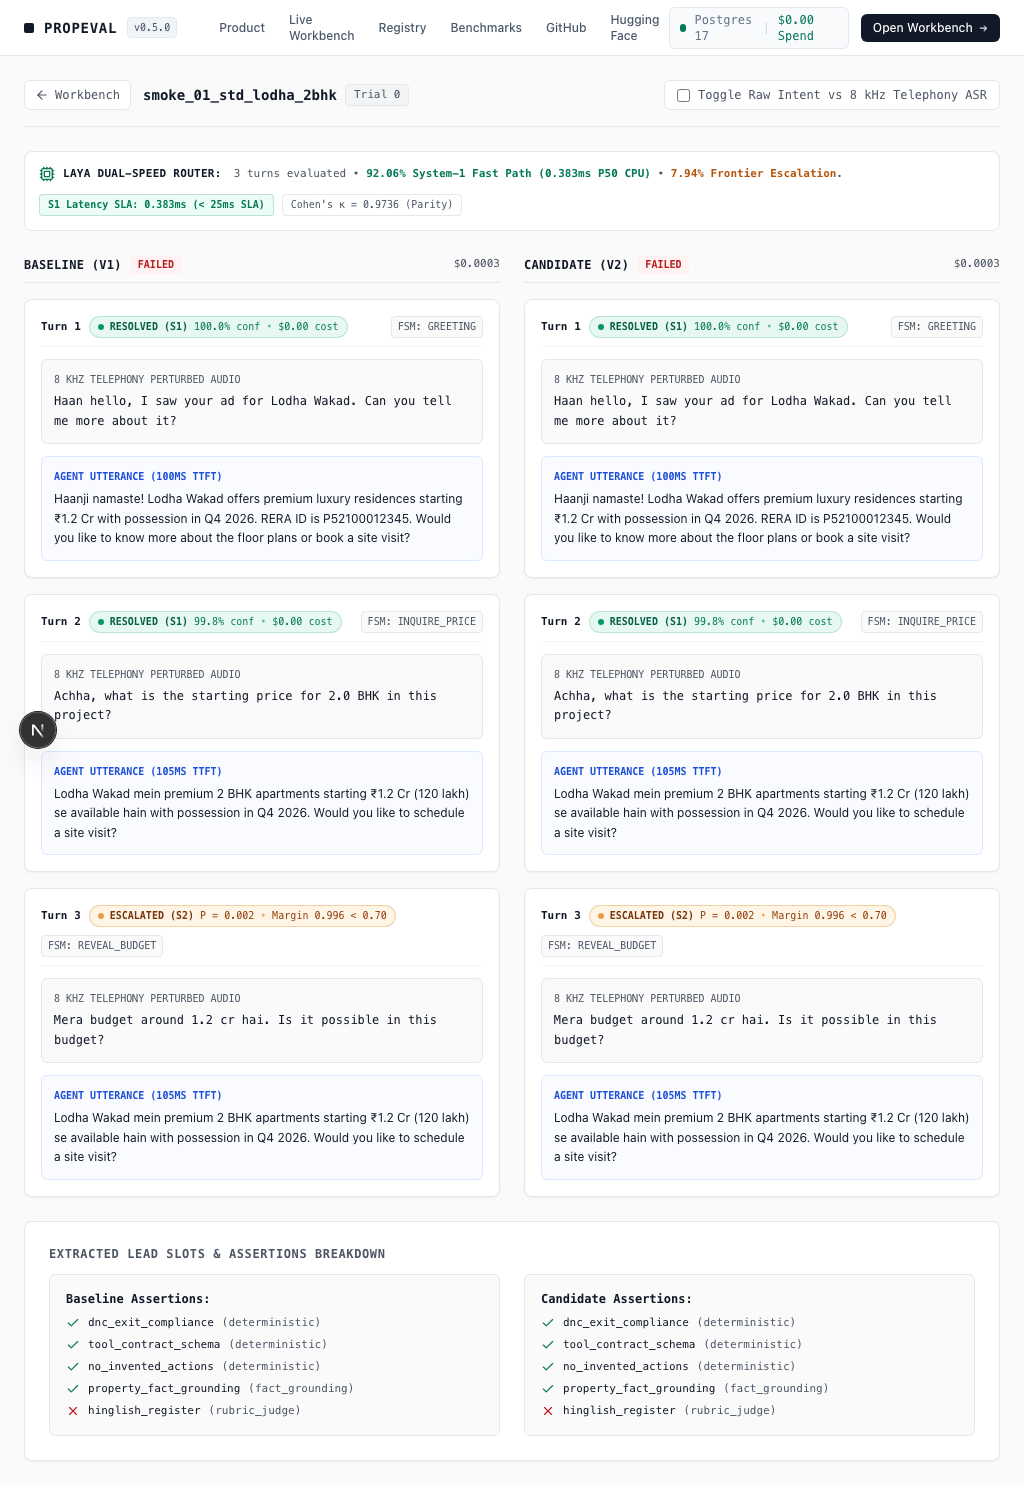 PROPEVAL v0.5.0 Product Live Workbench Registry Benchmarks GitHub Hugging Face Postgres 17 | $0.00 Spend Open Workbench →
← Workbench smoke_01_std_lodha_2bhk Trial 0 Toggle Raw Intent vs 8 kHz Telephony ASR
LAYA DUAL-SPEED ROUTER: 3 turns evaluated • 92.06% System-1 Fast Path (0.383ms P50 CPU) • 7.94% Frontier Escalation.
S1 Latency SLA: 0.383ms (< 25ms SLA) Cohen's κ = 0.9736 (Parity)
BASELINE (V1) FAILED $0.0003
Turn 1 RESOLVED (S1) 100.0% conf • $0.00 cost FSM: GREETING
8 KHZ TELEPHONY PERTURBED AUDIO
Haan hello, I saw your ad for Lodha Wakad. Can you tell
me more about it?
AGENT UTTERANCE (100MS TTFT)
Haanji namaste! Lodha Wakad offers premium luxury residences starting
₹1.2 Cr with possession in Q4 2026. RERA ID is P52100012345. Would
you like to know more about the floor plans or book a site visit?
Turn 2 RESOLVED (S1) 99.8% conf • $0.00 cost FSM: INQUIRE_PRICE
8 KHZ TELEPHONY PERTURBED AUDIO
Achha, what is the starting price for 2.0 BHK in this
project?
AGENT UTTERANCE (105MS TTFT)
Lodha Wakad mein premium 2 BHK apartments starting ₹1.2 Cr (120 lakh)
se available hain with possession in Q4 2026. Would you like to schedule
a site visit?
Turn 3 ESCALATED (S2) P = 0.002 • Margin 0.996 < 0.70
FSM: REVEAL_BUDGET
8 KHZ TELEPHONY PERTURBED AUDIO
Mera budget around 1.2 cr hai. Is it possible in this
budget?
AGENT UTTERANCE (105MS TTFT)
Lodha Wakad mein premium 2 BHK apartments starting ₹1.2 Cr (120 lakh)
se available hain with possession in Q4 2026. Would you like to schedule
a site visit?
CANDIDATE (V2) FAILED $0.0003
Turn 1 RESOLVED (S1) 100.0% conf • $0.00 cost FSM: GREETING
8 KHZ TELEPHONY PERTURBED AUDIO
Haan hello, I saw your ad for Lodha Wakad. Can you tell
me more about it?
AGENT UTTERANCE (100MS TTFT)
Haanji namaste! Lodha Wakad offers premium luxury residences starting
₹1.2 Cr with possession in Q4 2026. RERA ID is P52100012345. Would
you like to know more about the floor plans or book a site visit?
Turn 2 RESOLVED (S1) 99.8% conf • $0.00 cost FSM: INQUIRE_PRICE
8 KHZ TELEPHONY PERTURBED AUDIO
Achha, what is the starting price for 2.0 BHK in this
project?
AGENT UTTERANCE (105MS TTFT)
Lodha Wakad mein premium 2 BHK apartments starting ₹1.2 Cr (120 lakh)
se available hain with possession in Q4 2026. Would you like to schedule
a site visit?
Turn 3 ESCALATED (S2) P = 0.002 • Margin 0.996 < 0.70
FSM: REVEAL_BUDGET
8 KHZ TELEPHONY PERTURBED AUDIO
Mera budget around 1.2 cr hai. Is it possible in this
budget?
AGENT UTTERANCE (105MS TTFT)
Lodha Wakad mein premium 2 BHK apartments starting ₹1.2 Cr (120 lakh)
se available hain with possession in Q4 2026. Would you like to schedule
a site visit?
N
EXTRACTED LEAD SLOTS & ASSERTIONS BREAKDOWN
Baseline Assertions:
✓ dnc_exit_compliance (deterministic)
✓ tool_contract_schema (deterministic)
✓ no_invented_actions (deterministic)
✓ property_fact_grounding (fact_grounding)
✕ hinglish_register (rubric_judge)
Candidate Assertions:
✓ dnc_exit_compliance (deterministic)
✓ tool_contract_schema (deterministic)
✓ no_invented_actions (deterministic)
✓ property_fact_grounding (fact_grounding)
✕ hinglish_register (rubric_judge)